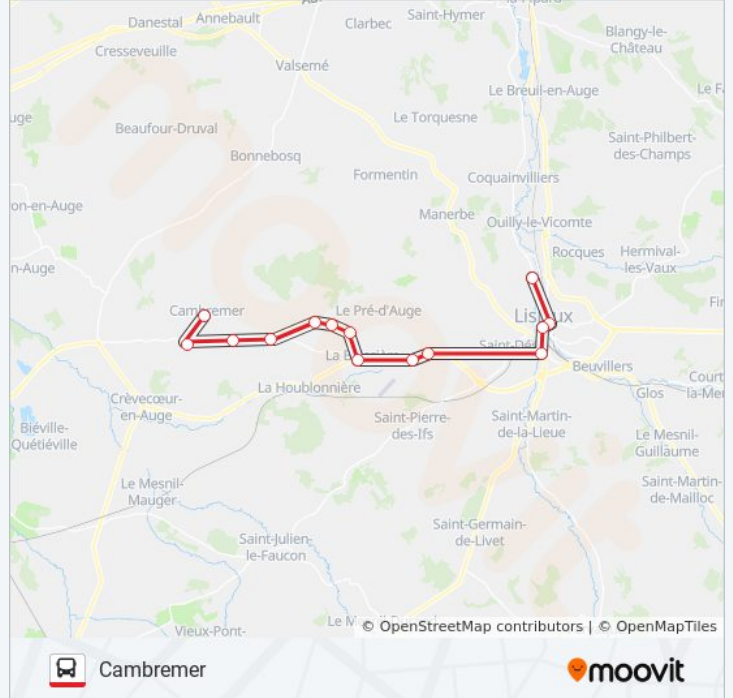 Saint-Hymer
Danestal
Annebault
Clarbec
Blangy-le-
Château
Cresseveuille
Valsemé
Le Breuil-en-Auge
Le Torquesne
Beaufour-Druval
Saint-Philbert-
des-Champs
Bonnebosq
Formentin
Coquainvilliers
Manerbe
Ouilly-le-Vicomte
Rocques
Hermival-
les-Vaux
n-Auge
Cambremer
Le Pré-d'Auge
Beuvillers
La Houblonnière
Crèvecœur-
en-Auge
Glos
Saint-Pierre-
des-Ifs
Saint-Martin-
de-la-Lieue
Biéville-
Quétiéville
Le Mesnil-
Guillaume
Le Mesnil-
Mauger
Saint-Martin-
de-Mailloc
Saint-Germain-
de-Livet
Saint-Julien-
le-Faucon
© OpenStreetMap contributors | © OpenMapTiles
Vieux-Pont-
Cambremer
moovit